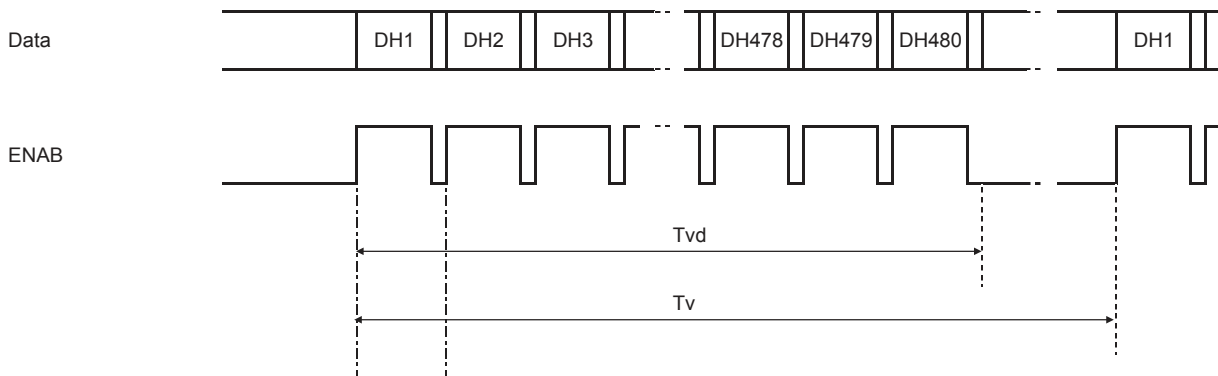 Data
DH1 DH2 DH3 DH478 DH479 DH480 DH1
ENAB
Tvd
Tv